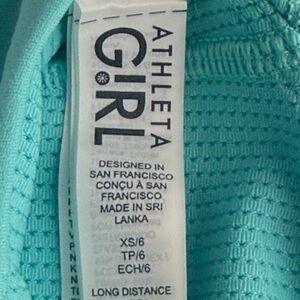 ATHLETA
GIRL
DESIGNED IN
SAN FRANCISCO
CONÇU À SAN
FRANCISCO
MADE IN SRI
LANKA
XS/6
TP/6
ECH/6
LONG DISTANCE